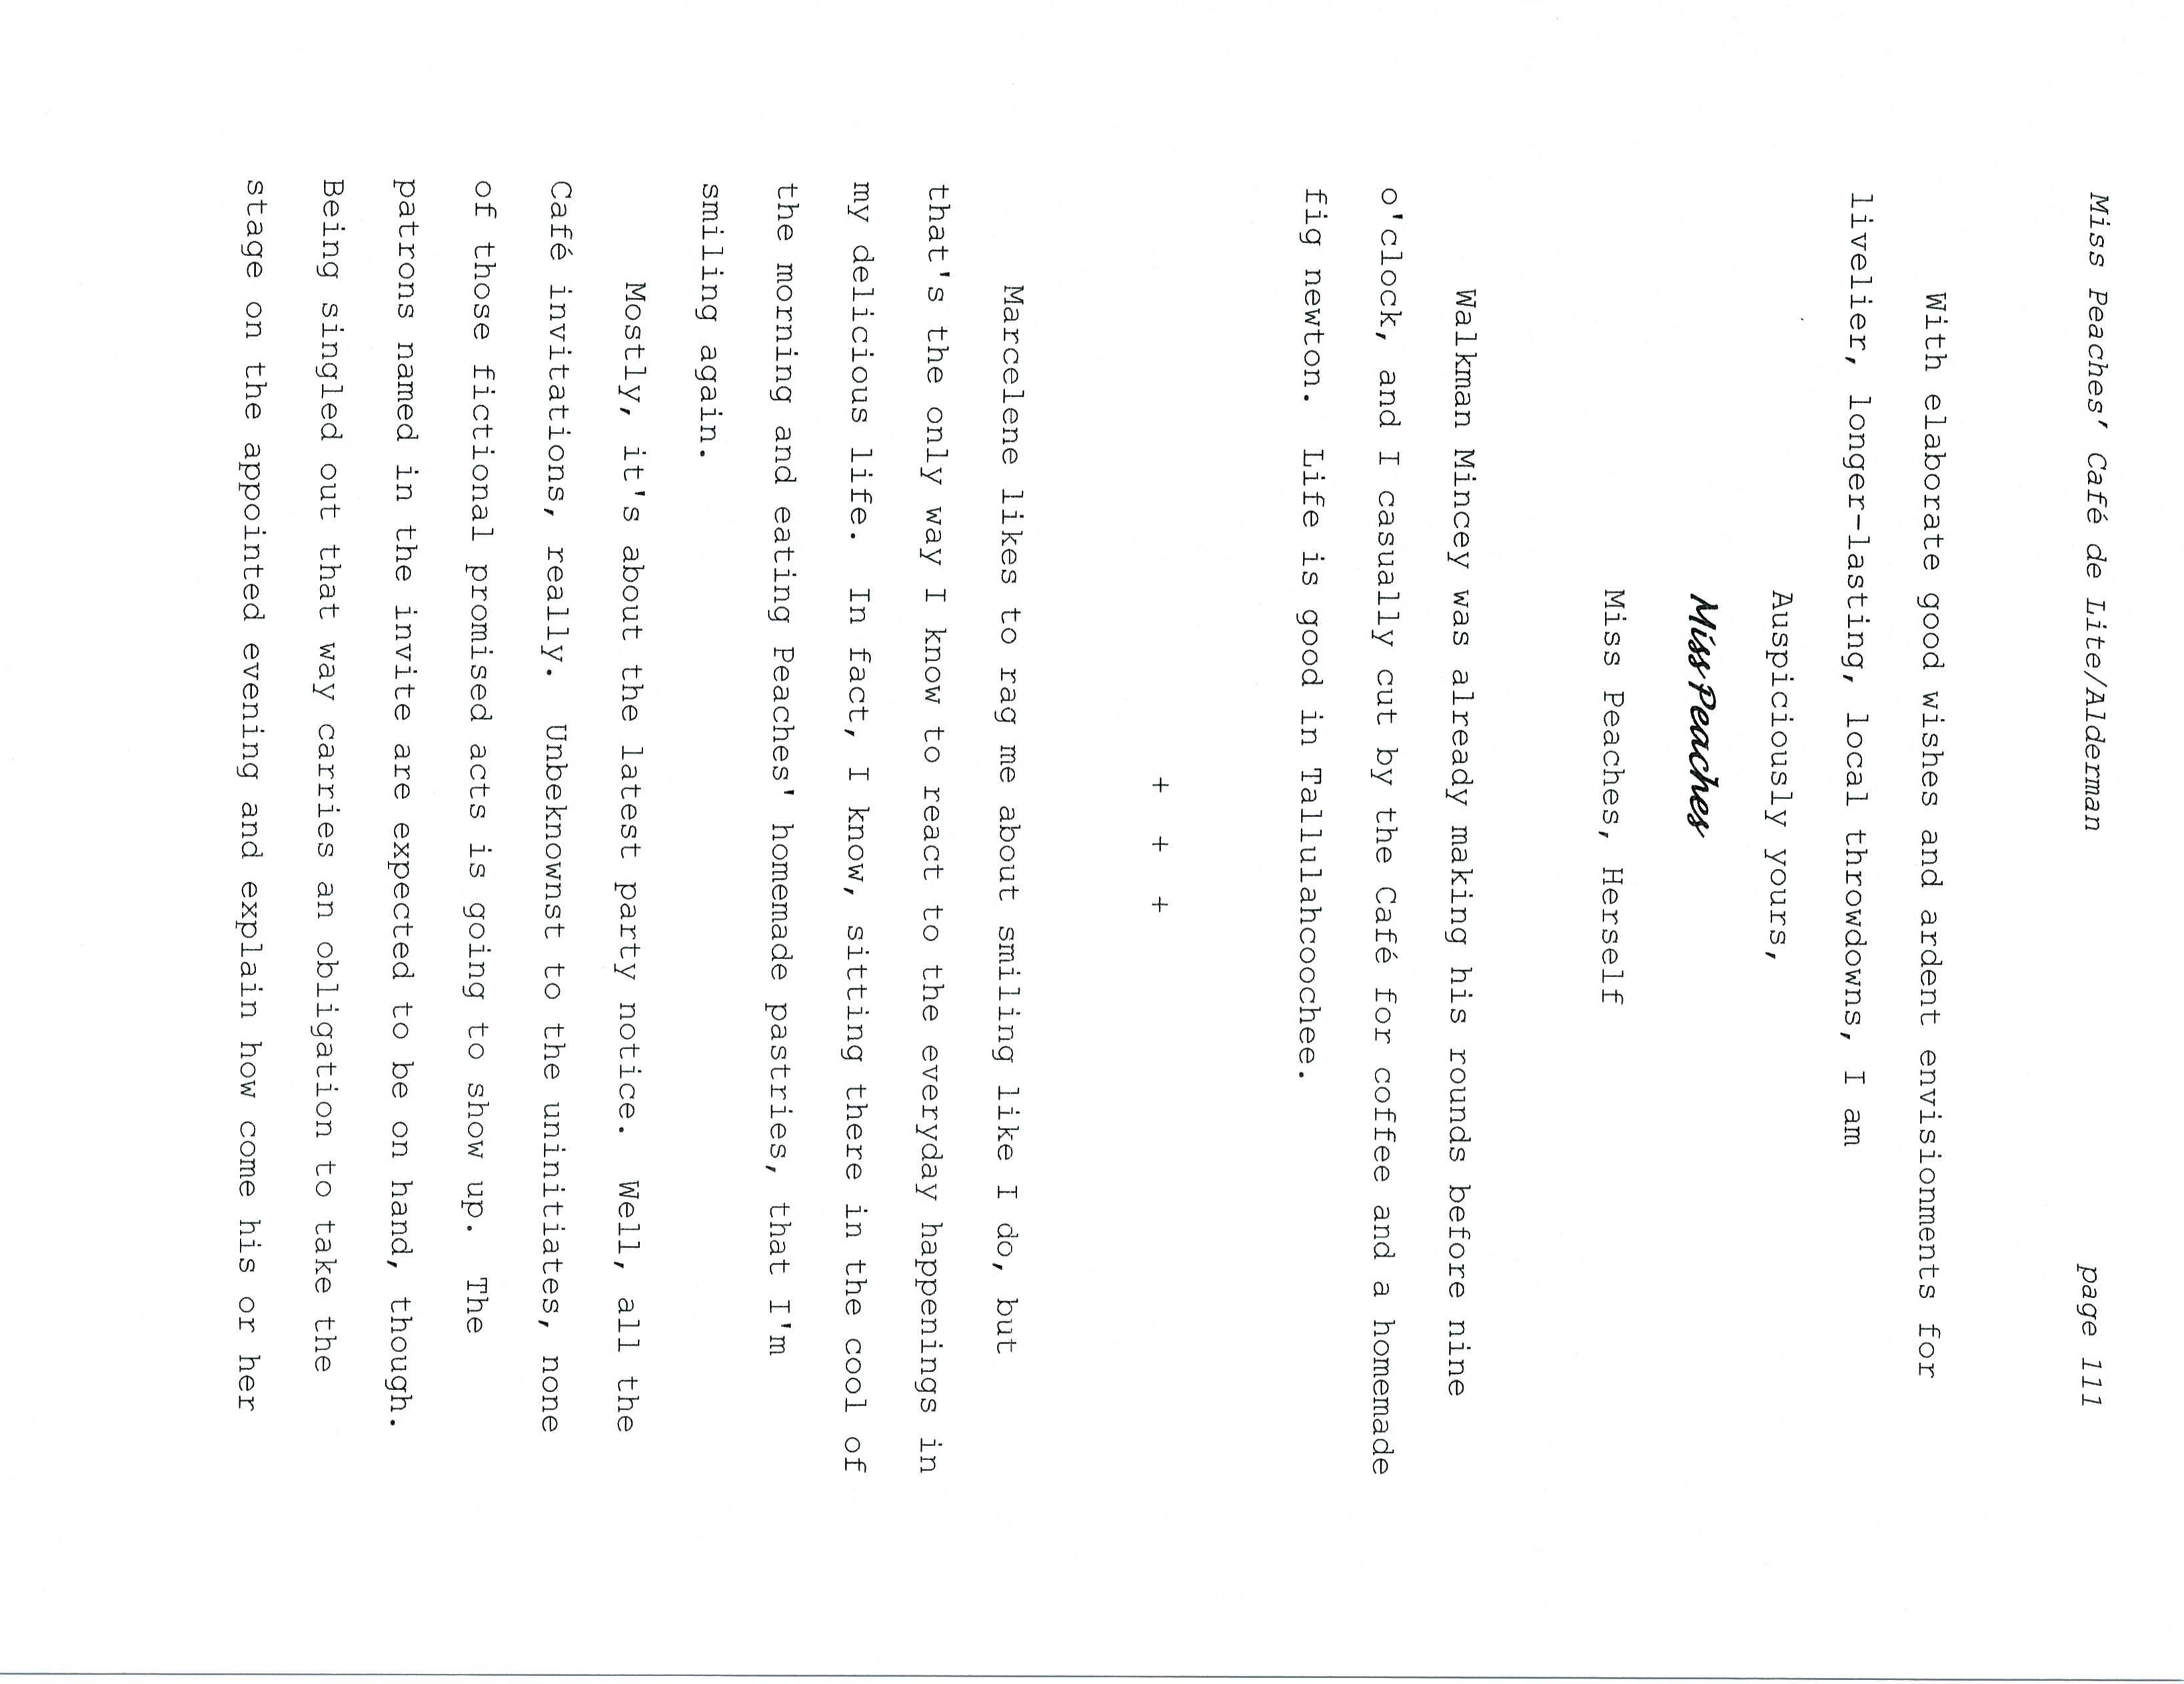 Miss Peaches' Café de Lite/Alderman page 111
With elaborate good wishes and ardent envisionments for
livelier, longer-lasting, local throwdowns, I am
Auspiciously yours,
Miss Peaches
Miss Peaches, Herself
Walkman Mincey was already making his rounds before nine
o'clock, and I casually cut by the Café for coffee and a homemade
fig newton.  Life is good in Tallulahcoochee.
+ + +
Marcelene likes to rag me about smiling like I do, but
that's the only way I know to react to the everyday happenings in
my delicious life.  In fact, I know, sitting there in the cool of
the morning and eating Peaches' homemade pastries, that I'm
smiling again.
Mostly, it's about the latest party notice.  Well, all the
Café invitations, really.  Unbeknownst to the uninitiates, none
of those fictional promised acts is going to show up.  The
patrons named in the invite are expected to be on hand, though.
Being singled out that way carries an obligation to take the
stage on the appointed evening and explain how come his or her